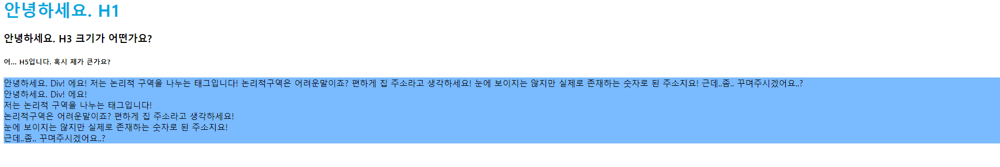 안녕하세요. H1
안녕하세요. H3 크기가 어떤가요?
어... H5입니다. 혹시 제가 큰가요?
안녕하세요. Div! 에요! 저는 논리적 구역을 나누는 태그입니다! 논리적구역은 어려운말이죠? 편하게 집 주소라고 생각하세요! 눈에 보이지는 않지만 실제로 존재하는 숫자로 된 주소지요! 근데..좀.. 꾸며주시겠어요..?
안녕하세요. Div! 에요!
저는 논리적 구역을 나누는 태그입니다!
논리적구역은 어려운말이죠? 편하게 집 주소라고 생각하세요!
눈에 보이지는 않지만 실제로 존재하는 숫자로 된 주소지요!
근데..좀.. 꾸며주시겠어요..?